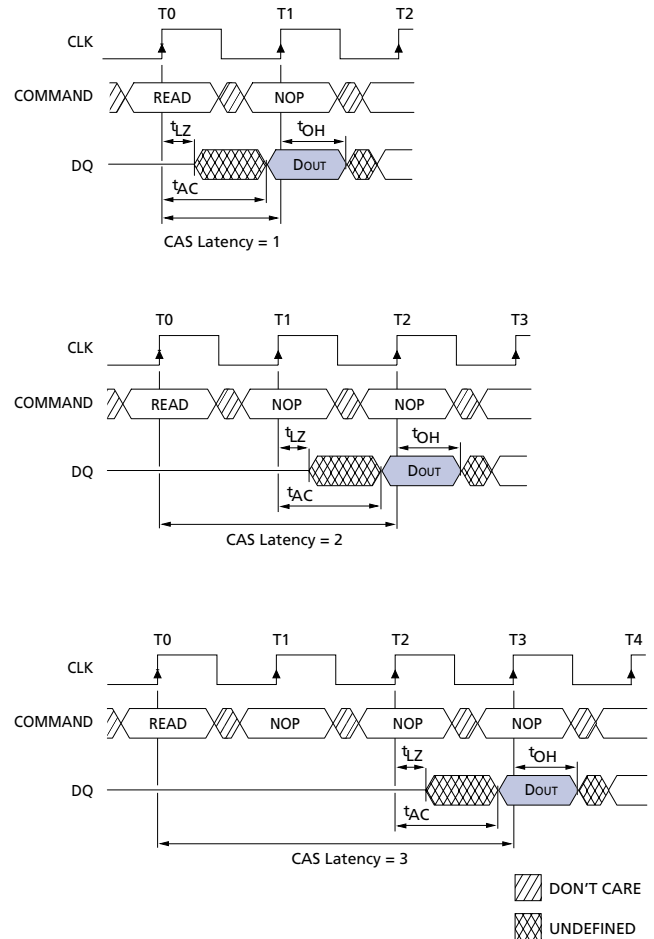 T0 T1 T2
CLK
COMMAND READ NOP
tLZ tOH
DQ DOUT
tAC
CAS Latency = 1
T0 T1 T2 T3
CLK
COMMAND READ NOP NOP
tLZ tOH
DQ DOUT
tAC
CAS Latency = 2
T0 T1 T2 T3 T4
CLK
COMMAND READ NOP NOP NOP
tLZ tOH
DQ DOUT
tAC
CAS Latency = 3
DON'T CARE
UNDEFINED